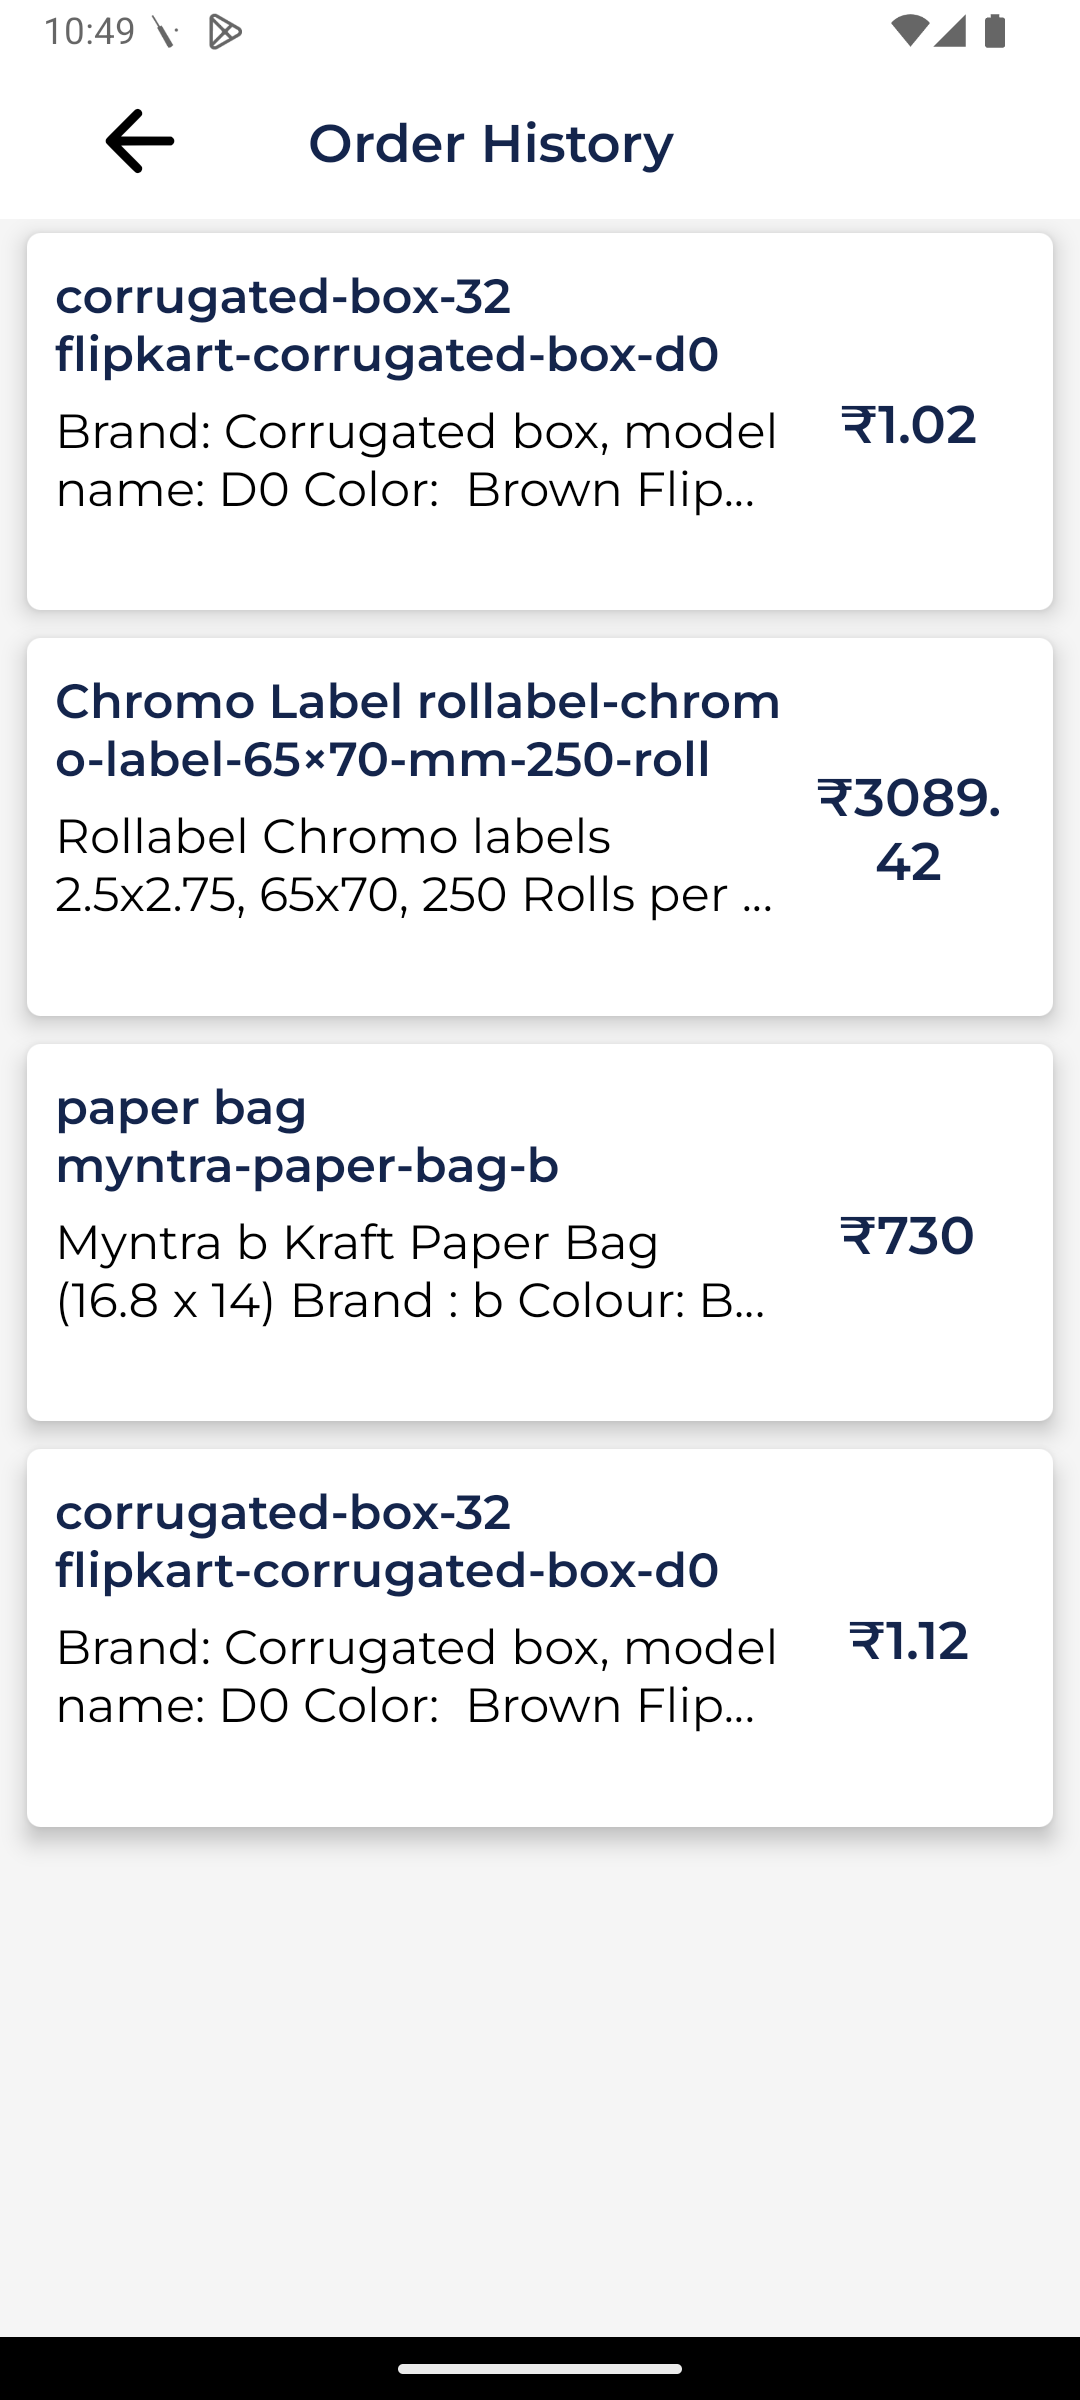 10:49
Order History
corrugated-box-32
flipkart-corrugated-box-d0
Brand: Corrugated box, model
name: D0 Color:  Brown Flip...
₹1.02
Chromo Label rollabel-chrom
o-label-65×70-mm-250-roll
Rollabel Chromo labels
2.5x2.75, 65x70, 250 Rolls per ...
₹3089.
42
paper bag
myntra-paper-bag-b
Myntra b Kraft Paper Bag
(16.8 x 14) Brand : b Colour: B...
₹730
corrugated-box-32
flipkart-corrugated-box-d0
Brand: Corrugated box, model
name: D0 Color:  Brown Flip...
₹1.12